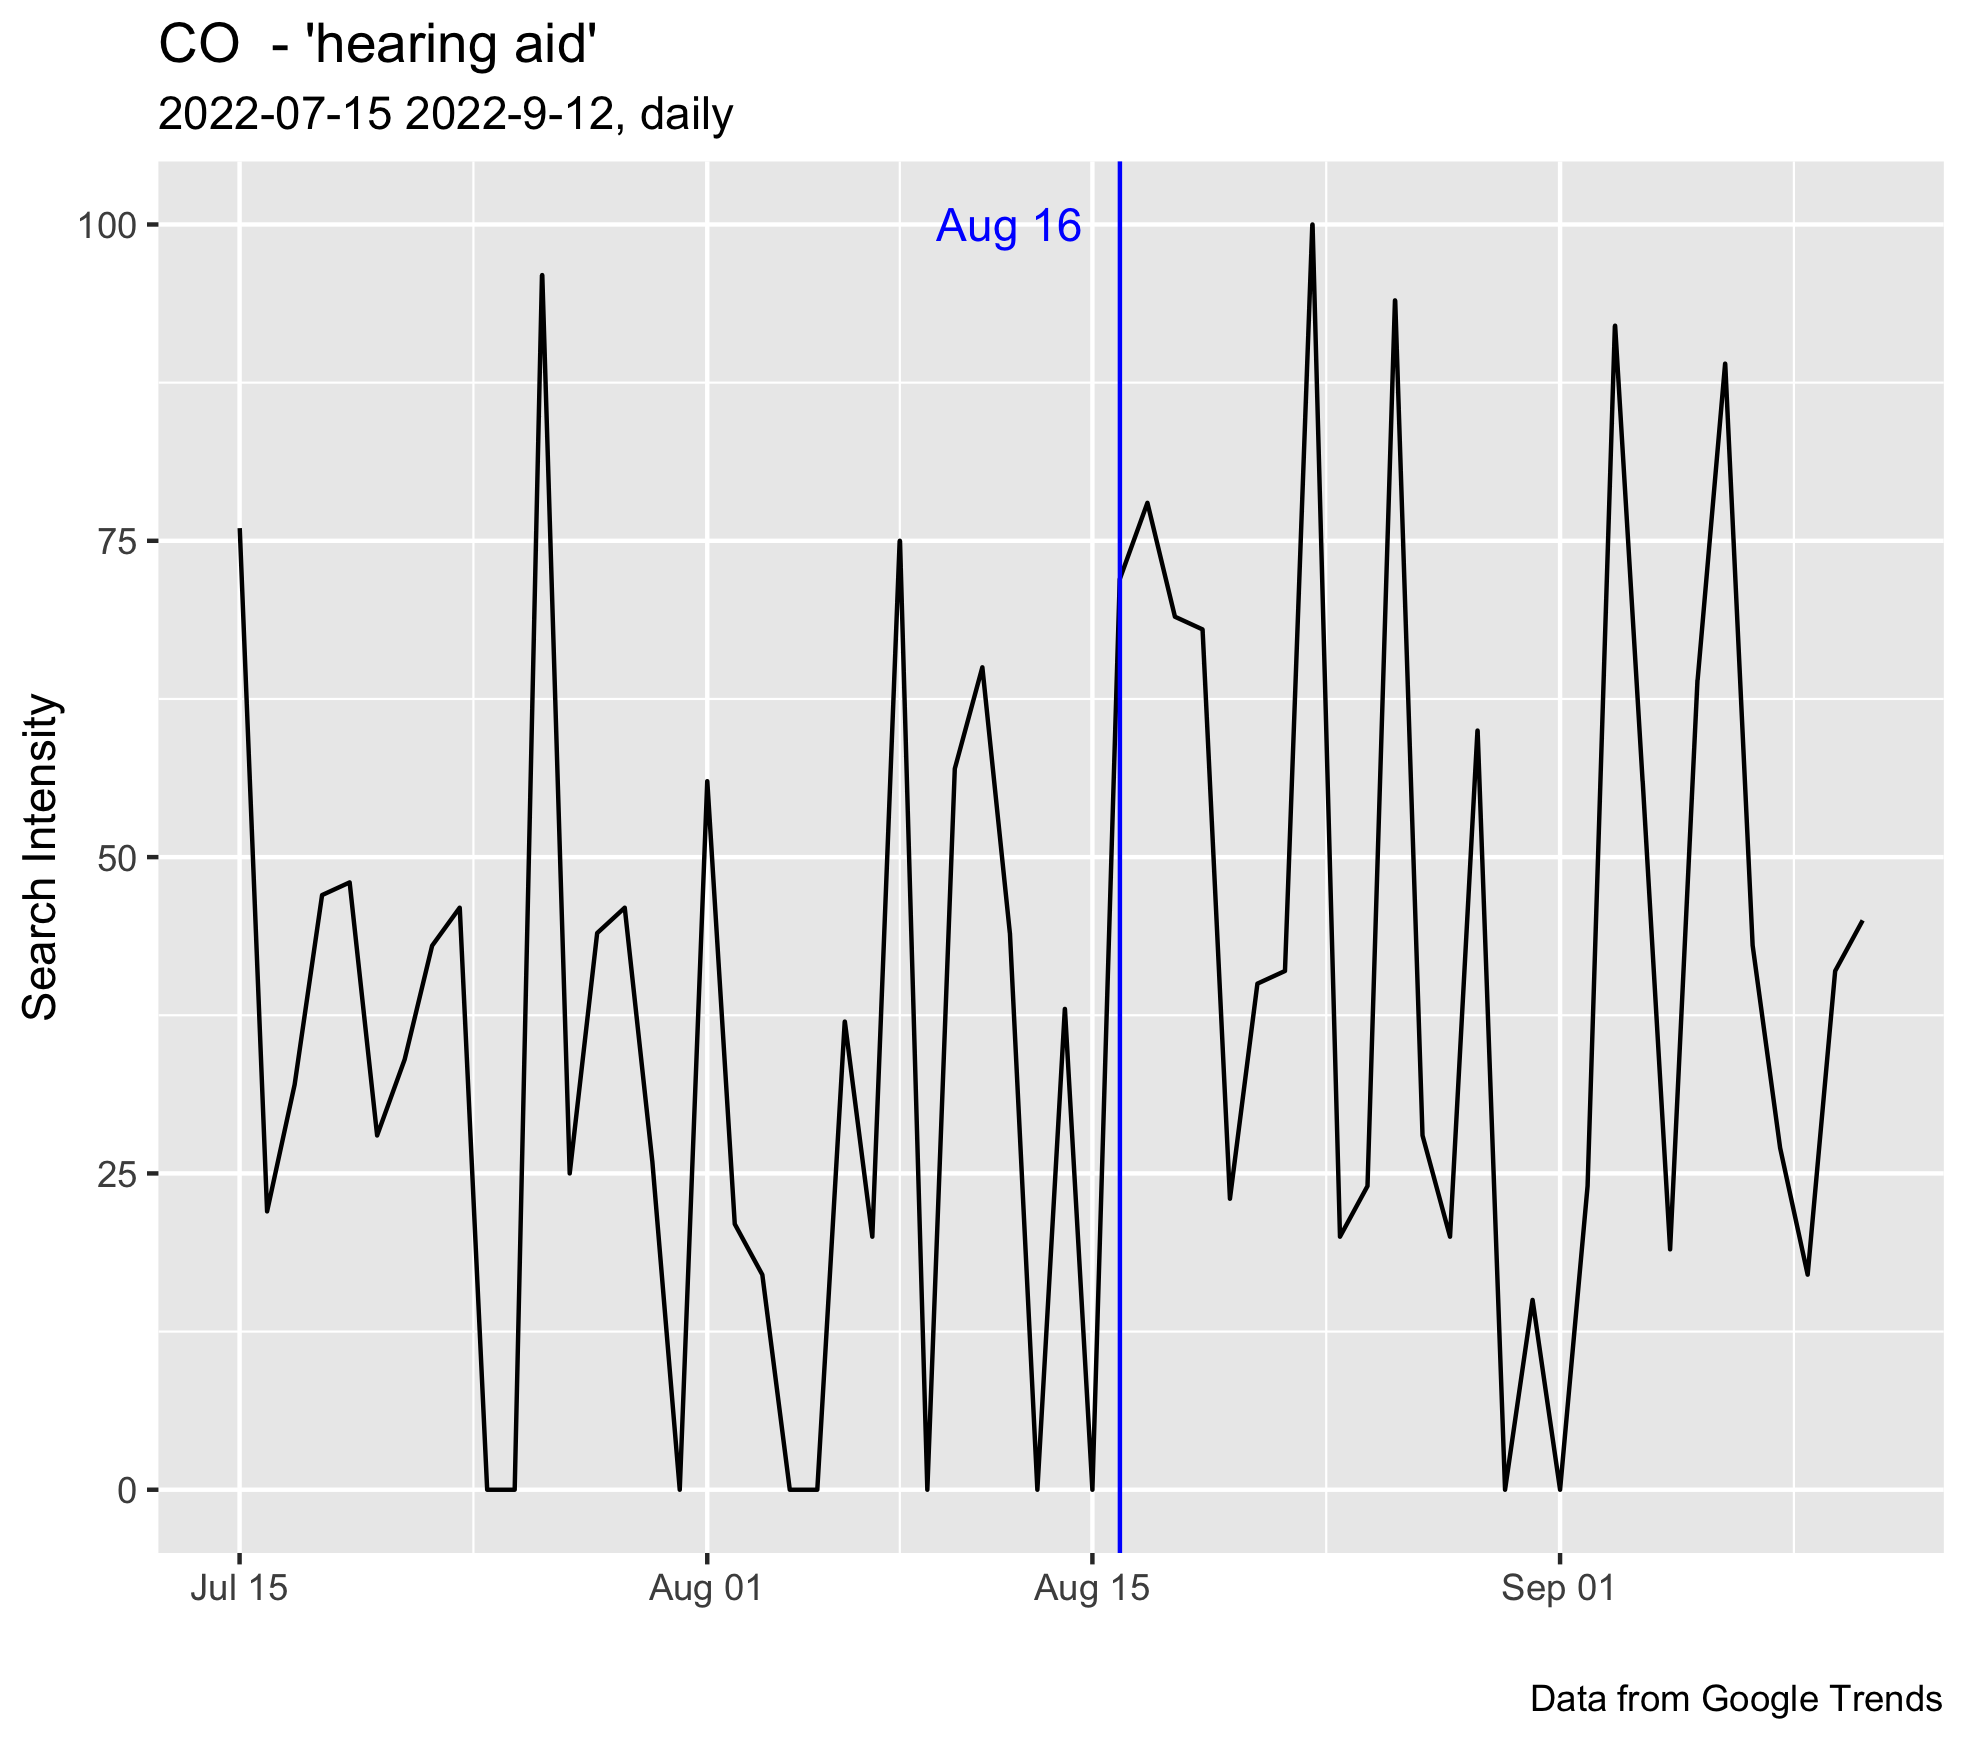 CO  - 'hearing aid'
2022-07-15 2022-9-12, daily
Aug 16
100
75
50
25
0
Search Intensity
Jul 15
Aug 01
Aug 15
Sep 01
Data from Google Trends